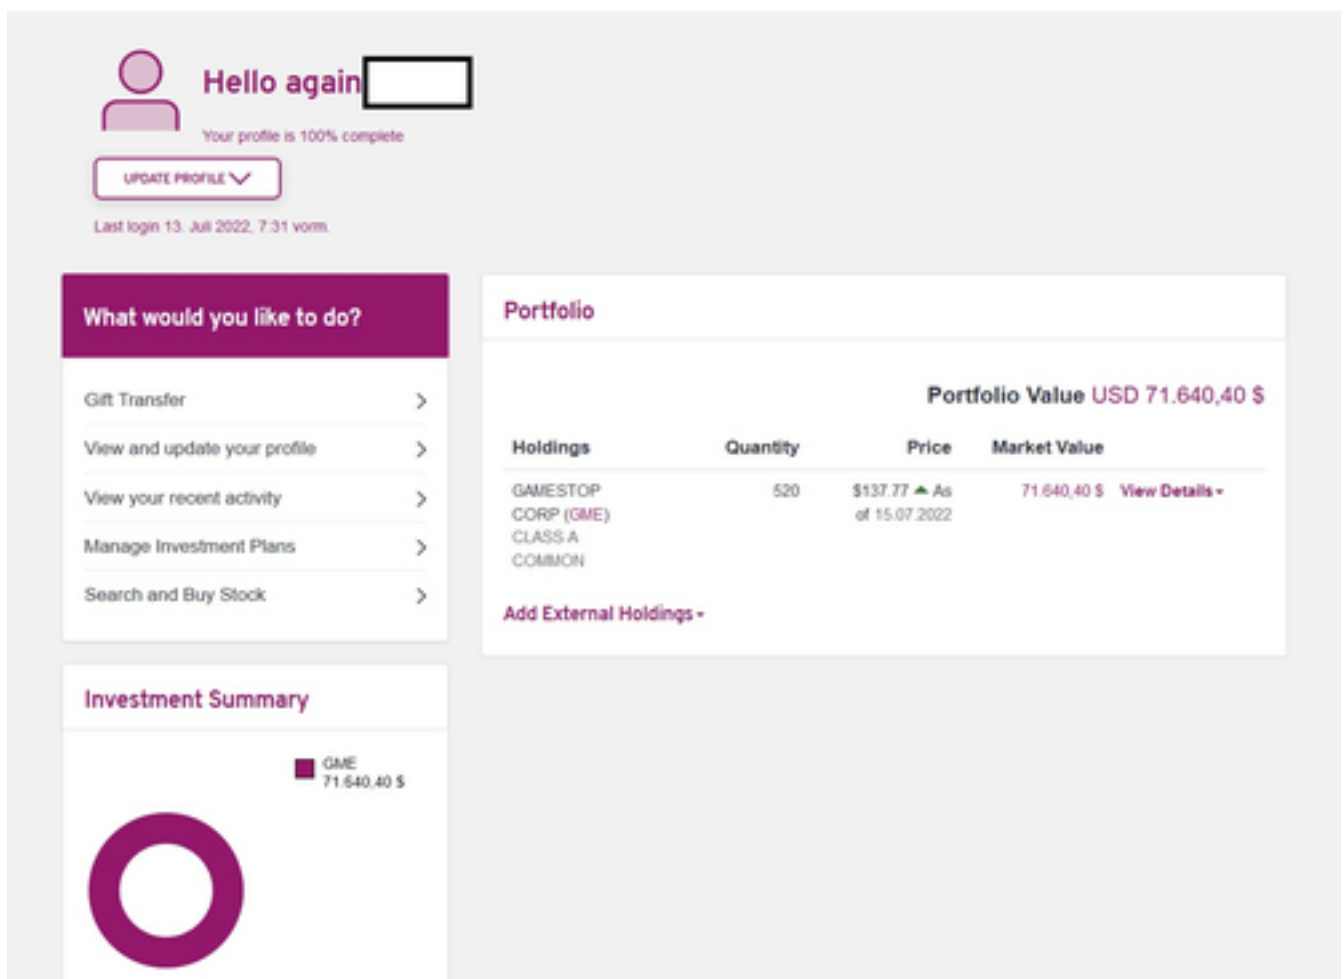 Hello again
Your profile is 100% complete
UPDATE PROFILE
Last login 13. Juli 2022, 7:31 vorm.
What would you like to do?
Gift Transfer
View and update your profile
View your recent activity
Manage Investment Plans
Search and Buy Stock
Investment Summary
GME
71.640,40 $
Portfolio
Portfolio Value USD 71.640,40 $
Holdings Quantity Price Market Value
GAMESTOP 520 $137.77 As 71.640,40 $ View Details
CORP (GME) of 15.07.2022
CLASS A
COMMON
Add External Holdings